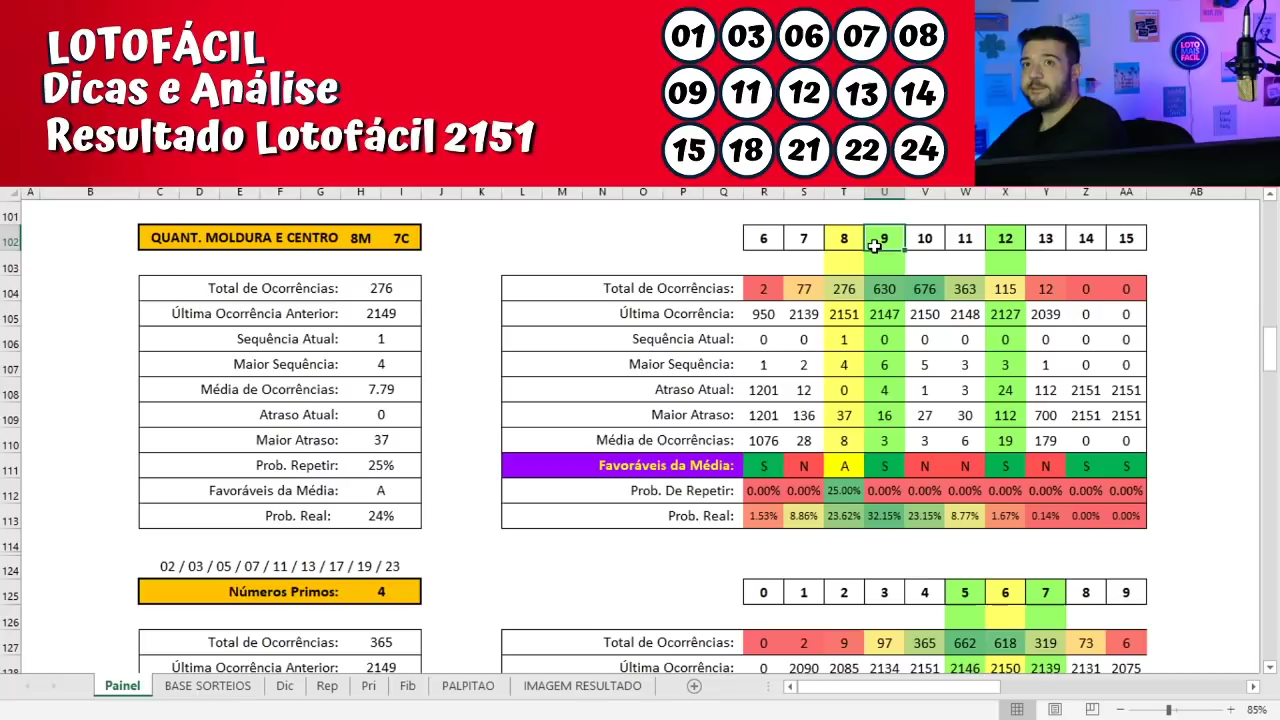 LOTOFÁCIL
Dicas e Análise
Resultado Lotofácil 2151
01 03 06 07 08
09 11 12 13 14
15 18 21 22 24
LOTO MAIS FÁCIL
A B C D E F G H I J K L M N O P Q R S T U V W X Y Z AA AB
101
102 QUANT. MOLDURA E CENTRO 8M 7C 6 7 8 9 10 11 12 13 14 15
103
104 Total de Ocorrências: 276 Total de Ocorrências: 2 77 276 630 676 363 115 12 0 0
105 Última Ocorrência Anterior: 2149 Última Ocorrência: 950 2139 2151 2147 2150 2148 2127 2039 0 0
106 Sequência Atual: 1 Sequência Atual: 0 0 1 0 0 0 0 0 0 0
107 Maior Sequência: 4 Maior Sequência: 1 2 4 6 5 3 3 1 0 0
108 Média de Ocorrências: 7.79 Atraso Atual: 1201 12 0 4 1 3 24 112 2151 2151
109 Atraso Atual: 0 Maior Atraso: 1201 136 37 16 27 30 112 700 2151 2151
110 Maior Atraso: 37 Média de Ocorrências: 1076 28 8 3 3 6 19 179 0 0
111 Prob. Repetir: 25% Favoráveis da Média: S N A S N N S N S S
112 Favoráveis da Média: A Prob. De Repetir: 0.00% 0.00% 25.00% 0.00% 0.00% 0.00% 0.00% 0.00% 0.00% 0.00%
113 Prob. Real: 24% Prob. Real: 1.53% 8.86% 23.62% 32.15% 23.15% 8.77% 1.67% 0.14% 0.00% 0.00%
114
124 02 / 03 / 05 / 07 / 11 / 13 / 17 / 19 / 23
125 Números Primos: 4 0 1 2 3 4 5 6 7 8 9
126
127 Total de Ocorrências: 365 Total de Ocorrências: 0 2 9 97 365 662 618 319 73 6
128 Última Ocorrência Anterior: 2149 Última Ocorrência: 0 2090 2085 2134 2151 2146 2150 2139 2131 2075
Painel BASE SORTEIOS Dic Rep Pri Fib PALPITAO IMAGEM RESULTADO
85%